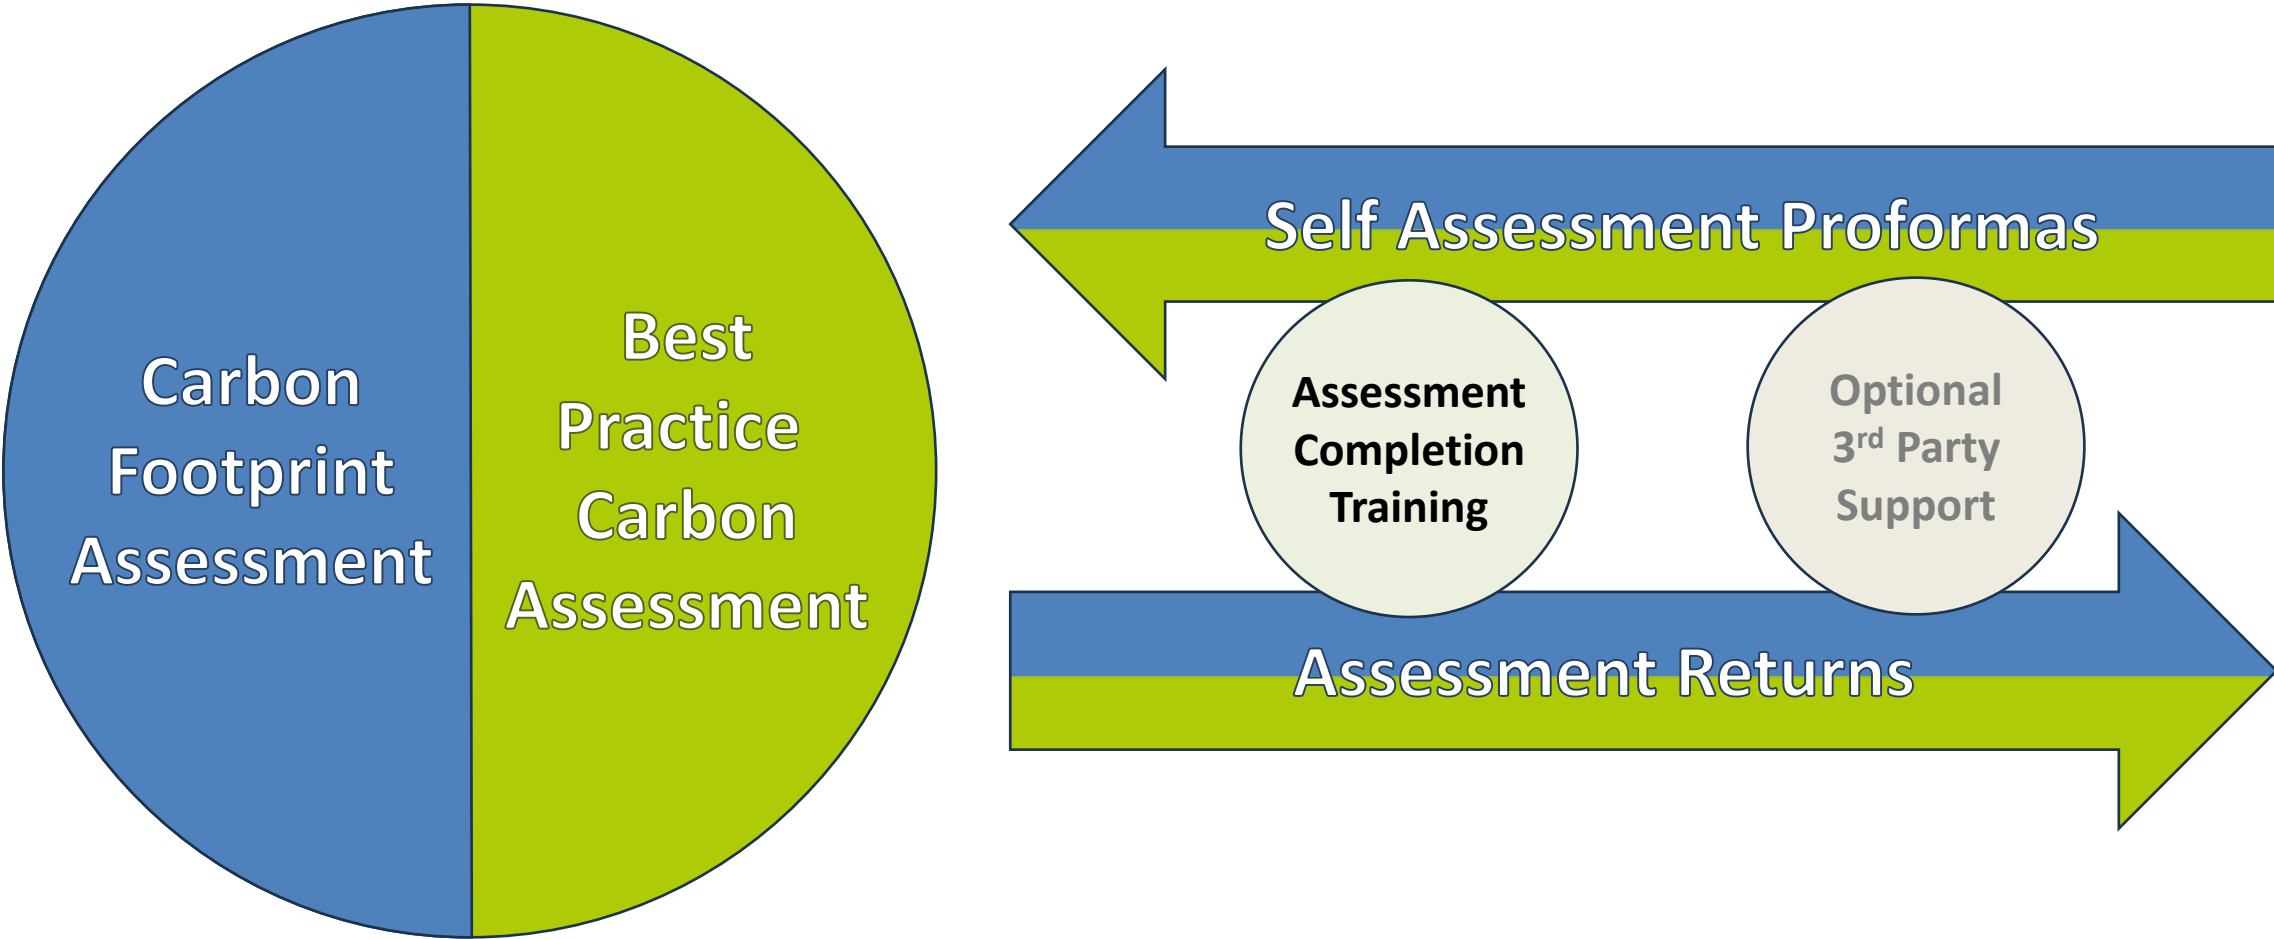 Carbon
Footprint
Assessment
Best
Practice
Carbon
Assessment
Self Assessment Proformas
Assessment
Completion
Training
Optional
3rd Party
Support
Assessment Returns